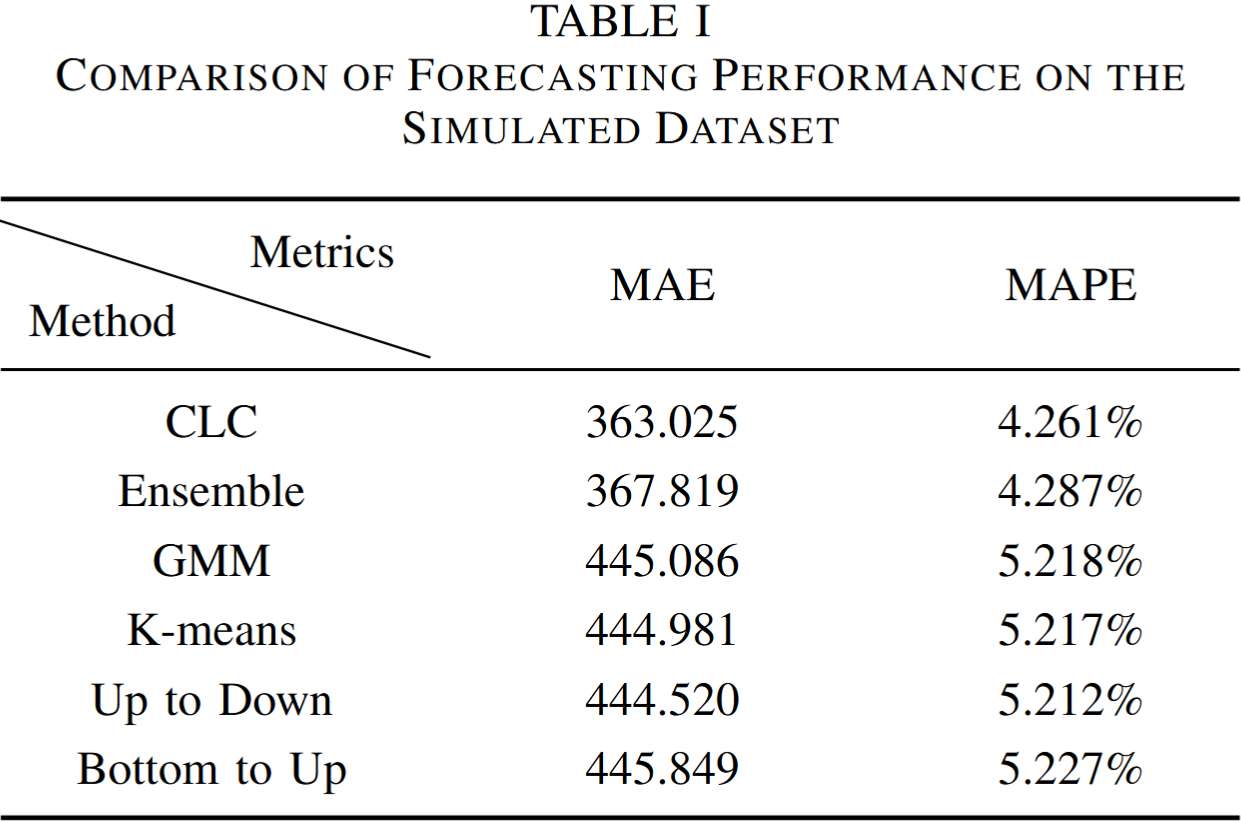 TABLE I
COMPARISON OF FORECASTING PERFORMANCE ON THE
SIMULATED DATASET
Metrics
Method
MAE MAPE
CLC 363.025 4.261%
Ensemble 367.819 4.287%
GMM 445.086 5.218%
K-means 444.981 5.217%
Up to Down 444.520 5.212%
Bottom to Up 445.849 5.227%